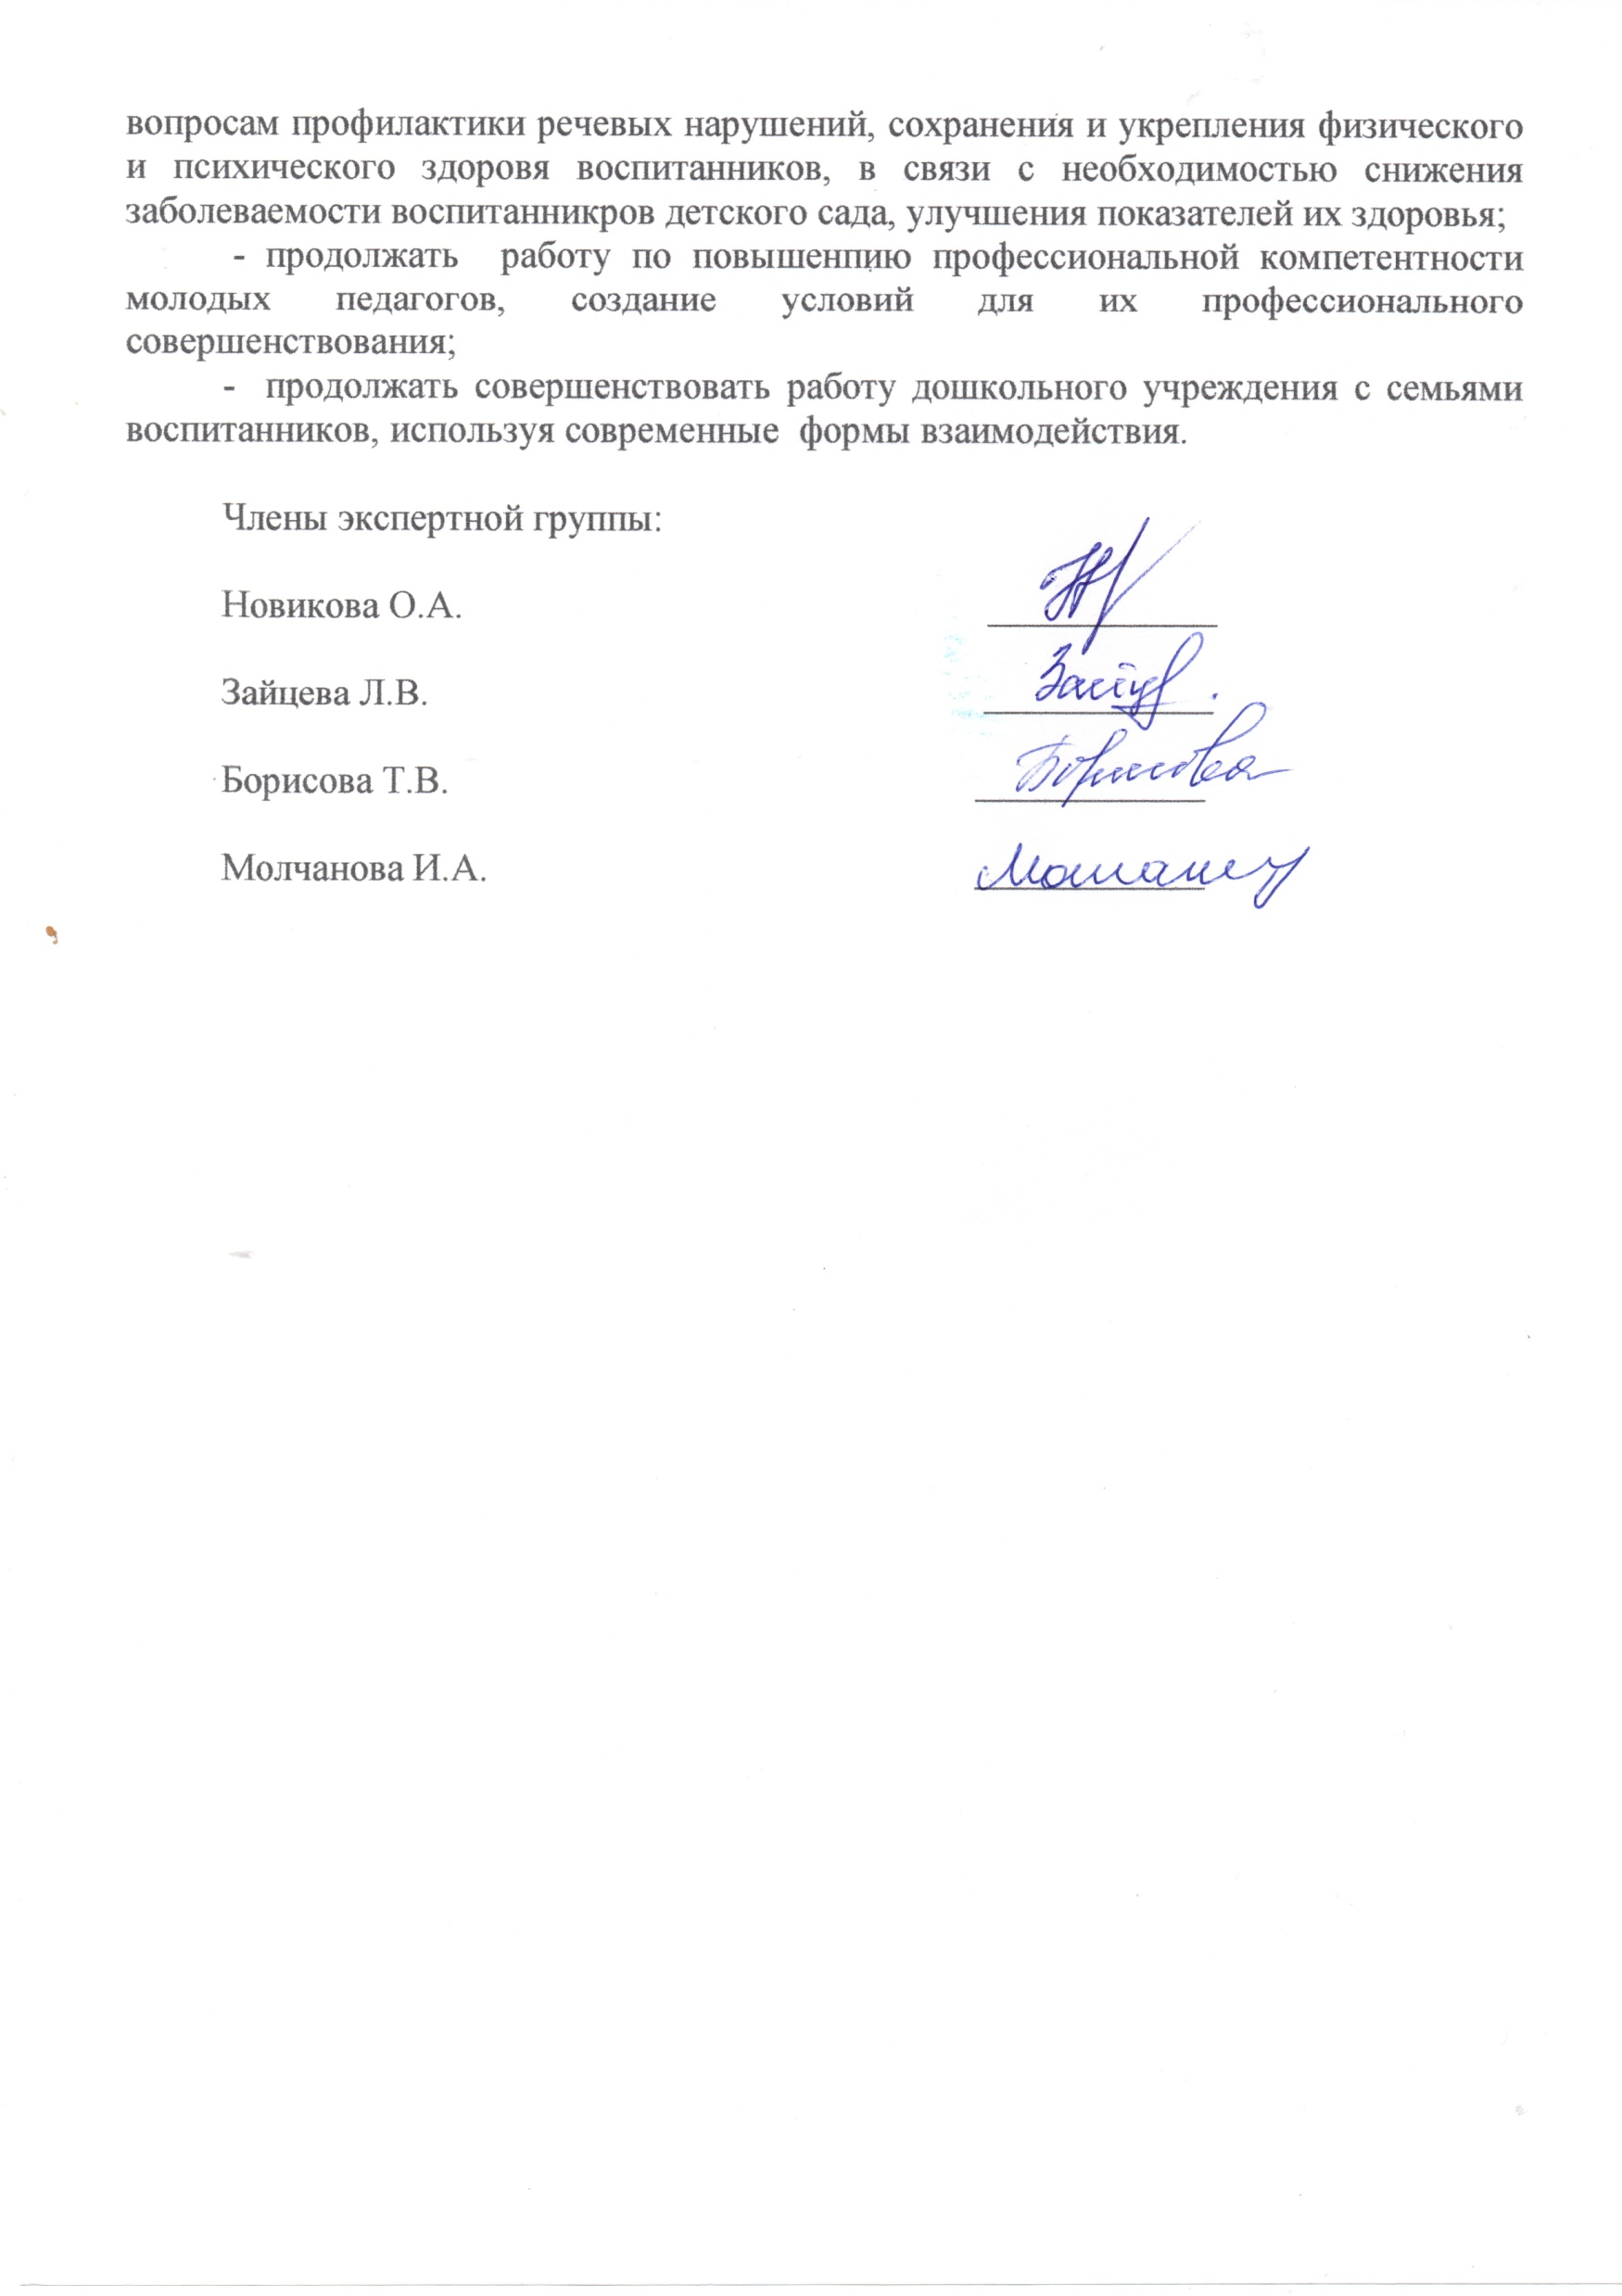 вопросам профилактики речевых нарушений, сохранения и укрепления физического
и психического здоровя воспитанников, в связи с необходимостью снижения
заболеваемости воспитанникров детского сада, улучшения показателей их здоровья;
- продолжать работу по повышенпию профессиональной компетентности
молодых педагогов, создание условий для их профессионального
совершенствования;
- продолжать совершенствовать работу дошкольного учреждения с семьями
воспитанников, используя современные формы взаимодействия.
Члены экспертной группы:
Новикова О.А.
Зайцева Л.В.
Борисова Т.В. Борисова
Молчанова И.А.